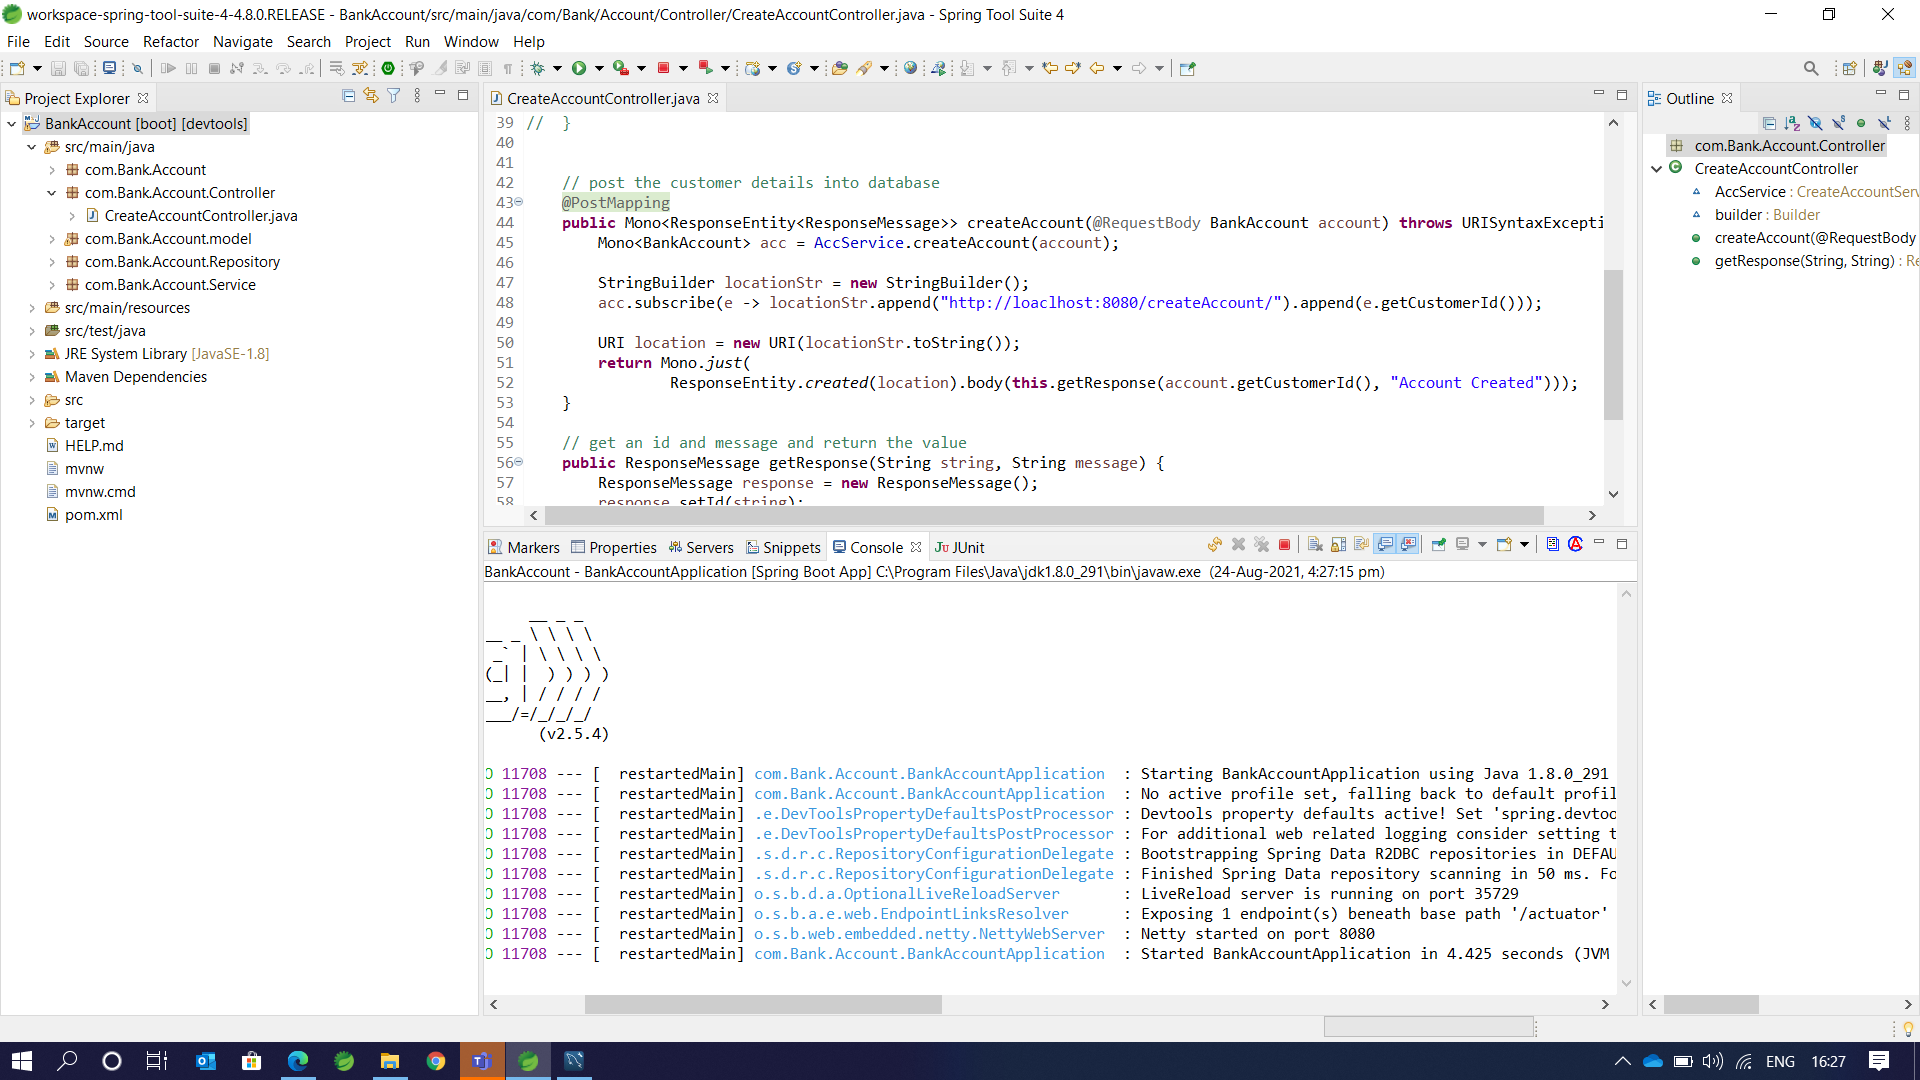 workspace-spring-tool-suite-4-4.8.0.RELEASE - BankAccount/src/main/java/com/Bank/Account/Controller/CreateAccountController.java - Spring Tool Suite 4
File Edit Source Refactor Navigate Search Project Run Window Help
Project Explorer
BankAccount [boot] [devtools]
src/main/java
com.Bank.Account
com.Bank.Account.Controller
CreateAccountController.java
com.Bank.Account.model
com.Bank.Account.Repository
com.Bank.Account.Service
src/main/resources
src/test/java
JRE System Library [JavaSE-1.8]
Maven Dependencies
src
target
HELP.md
mvnw
mvnw.cmd
pom.xml
CreateAccountController.java
39 //  }
40
41
42 // post the customer details into database
43 @PostMapping
44 public Mono<ResponseEntity<ResponseMessage>> createAccount(@RequestBody BankAccount account) throws URISyntaxExcepti
45 Mono<BankAccount> acc = AccService.createAccount(account);
46
47 StringBuilder locationStr = new StringBuilder();
48 acc.subscribe(e -> locationStr.append("http://loaclhost:8080/createAccount/").append(e.getCustomerId()));
49
50 URI location = new URI(locationStr.toString());
51 return Mono.just(
52 ResponseEntity.created(location).body(this.getResponse(account.getCustomerId(), "Account Created")));
53 }
54
55 // get an id and message and return the value
56 public ResponseMessage getResponse(String string, String message) {
57 ResponseMessage response = new ResponseMessage();
58 response.setId(string);
Outline
com.Bank.Account.Controller
CreateAccountController
AccService : CreateAccountServ
builder : Builder
createAccount(@RequestBody
getResponse(String, String) : Re
Markers Properties Servers Snippets Console JUnit
BankAccount - BankAccountApplication [Spring Boot App] C:\Program Files\Java\jdk1.8.0_291\bin\javaw.exe (24-Aug-2021, 4:27:15 pm)
     __ _ _
__ _ \ \ \ \
 _` | \ \ \ \
(_| |  ) ) ) )
__, | / / / /
___/=/_/_/_/
(v2.5.4)
0 11708 --- [  restartedMain] com.Bank.Account.BankAccountApplication : Starting BankAccountApplication using Java 1.8.0_291
0 11708 --- [  restartedMain] com.Bank.Account.BankAccountApplication : No active profile set, falling back to default profil
0 11708 --- [  restartedMain] .e.DevToolsPropertyDefaultsPostProcessor : Devtools property defaults active! Set 'spring.devtoo
0 11708 --- [  restartedMain] .e.DevToolsPropertyDefaultsPostProcessor : For additional web related logging consider setting t
0 11708 --- [  restartedMain] .s.d.r.c.RepositoryConfigurationDelegate : Bootstrapping Spring Data R2DBC repositories in DEFAU
0 11708 --- [  restartedMain] .s.d.r.c.RepositoryConfigurationDelegate : Finished Spring Data repository scanning in 50 ms. Fo
0 11708 --- [  restartedMain] o.s.b.d.a.OptionalLiveReloadServer : LiveReload server is running on port 35729
0 11708 --- [  restartedMain] o.s.b.a.e.web.EndpointLinksResolver : Exposing 1 endpoint(s) beneath base path '/actuator'
0 11708 --- [  restartedMain] o.s.b.web.embedded.netty.NettyWebServer : Netty started on port 8080
0 11708 --- [  restartedMain] com.Bank.Account.BankAccountApplication : Started BankAccountApplication in 4.425 seconds (JVM
ENG 16:27